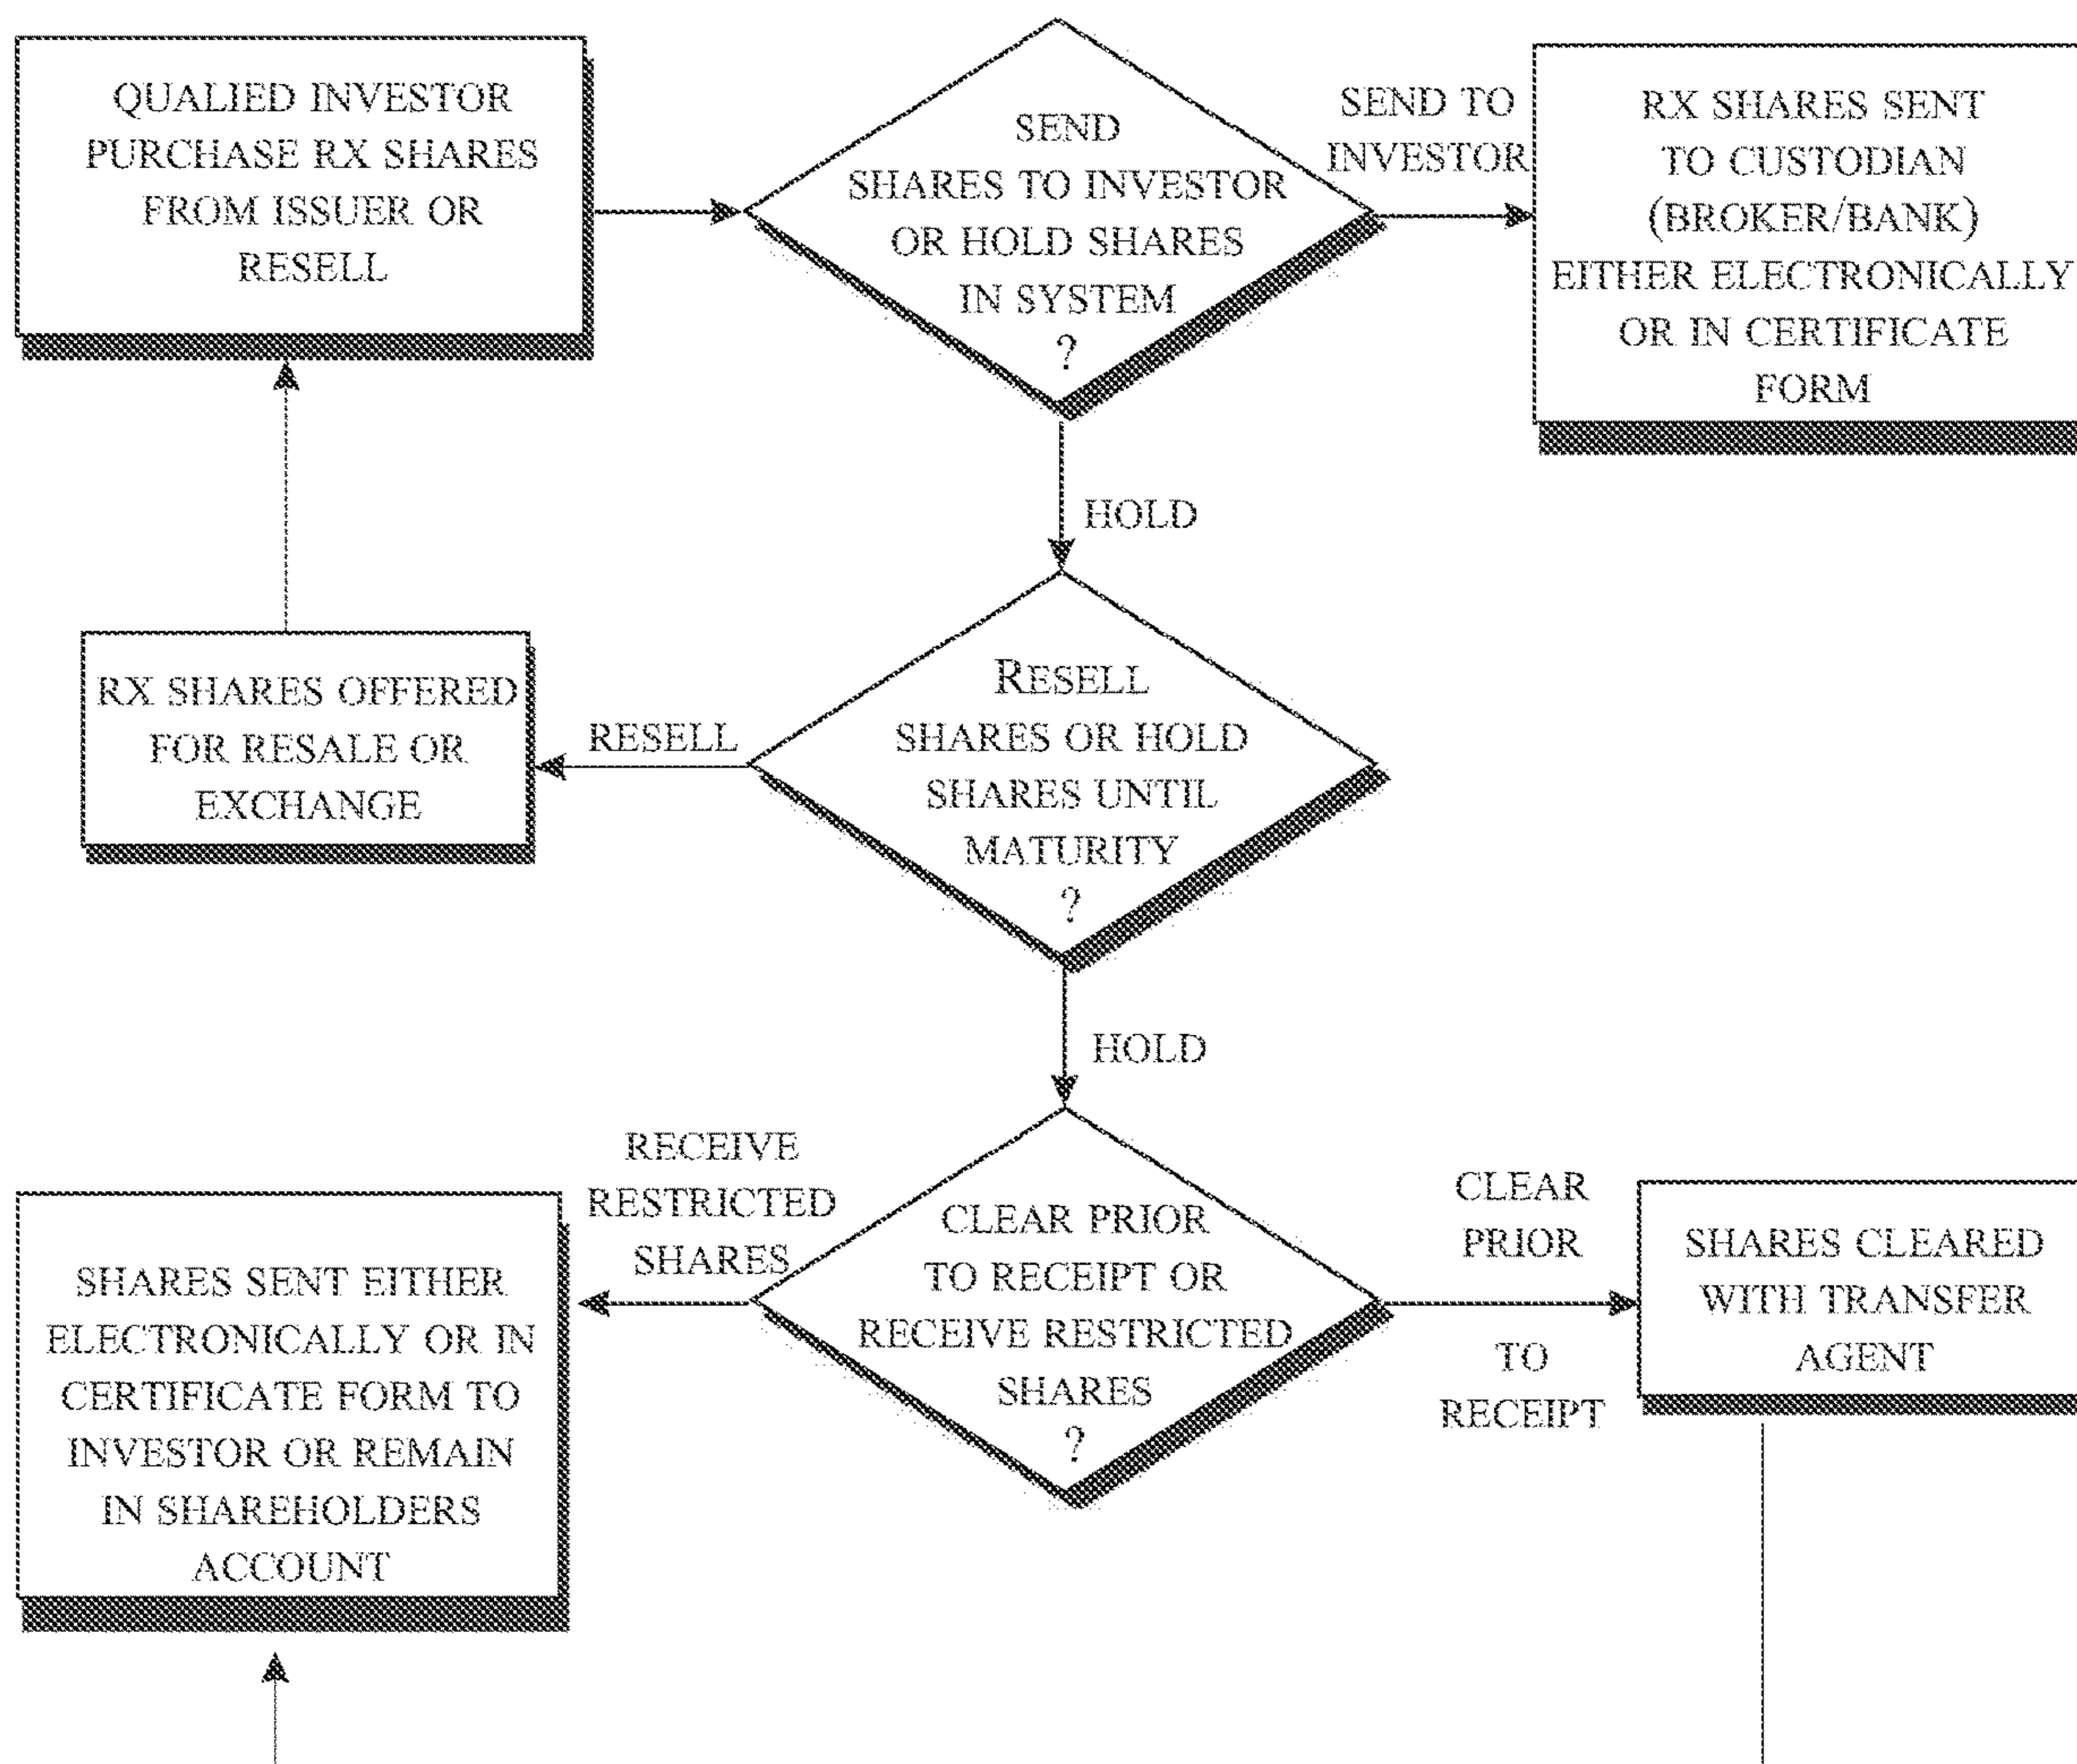 QUALIED INVESTOR
PURCHASE RX SHARES
FROM ISSUER OR
RESELL
SEND
SHARES TO INVESTOR
OR HOLD SHARES
IN SYSTEM
?
SEND TO
INVESTOR
RX SHARES SENT
TO CUSTODIAN
(BROKER/BANK)
EITHER ELECTRONICALLY
OR IN CERTIFICATE
FORM
HOLD
RX SHARES OFFERED
FOR RESALE OR
EXCHANGE
RESELL
RESELL
SHARES OR HOLD
SHARES UNTIL
MATURITY
?
HOLD
SHARES SENT EITHER
ELECTRONICALLY OR IN
CERTIFICATE FORM TO
INVESTOR OR REMAIN
IN SHAREHOLDERS
ACCOUNT
RECEIVE
RESTRICTED
SHARES
CLEAR PRIOR
TO RECEIPT OR
RECEIVE RESTRICTED
SHARES
?
CLEAR
PRIOR
TO
RECEIPT
SHARES CLEARED
WITH TRANSFER
AGENT